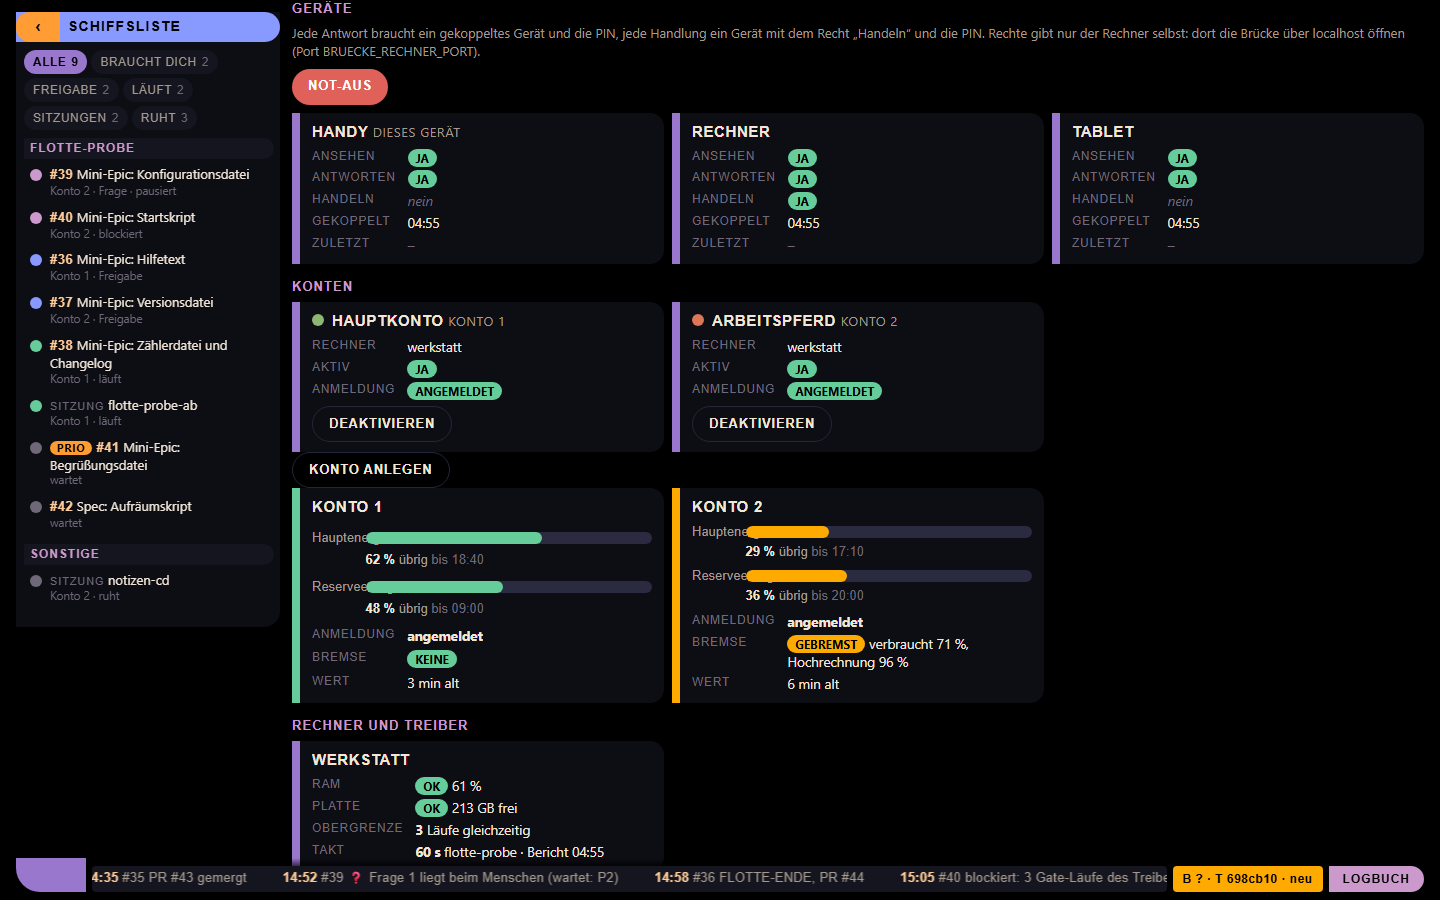 ‹ SCHIFFSLISTE
ALLE 9 BRAUCHT DICH 2
FREIGABE 2 LÄUFT 2
SITZUNGEN 2 RUHT 3
FLOTTE-PROBE
#39 Mini-Epic: Konfigurationsdatei
Konto 2 · Frage · pausiert
#40 Mini-Epic: Startskript
Konto 2 · blockiert
#36 Mini-Epic: Hilfetext
Konto 1 · Freigabe
#37 Mini-Epic: Versionsdatei
Konto 2 · Freigabe
#38 Mini-Epic: Zählerdatei und
Changelog
Konto 1 · läuft
SITZUNG flotte-probe-ab
Konto 1 · läuft
PRIO #41 Mini-Epic:
Begrüßungsdatei
wartet
#42 Spec: Aufräumskript
wartet
SONSTIGE
SITZUNG notizen-cd
Konto 2 · ruht
GERÄTE
Jede Antwort braucht ein gekoppeltes Gerät und die PIN, jede Handlung ein Gerät mit dem Recht „Handeln“ und die PIN. Rechte gibt nur der Rechner selbst: dort die Brücke über localhost öffnen
(Port BRUECKE_RECHNER_PORT).
NOT-AUS
HANDY DIESES GERÄT
ANSEHEN JA
ANTWORTEN JA
HANDELN nein
GEKOPPELT 04:55
ZULETZT –
RECHNER
ANSEHEN JA
ANTWORTEN JA
HANDELN JA
GEKOPPELT 04:55
ZULETZT –
TABLET
ANSEHEN JA
ANTWORTEN JA
HANDELN nein
GEKOPPELT 04:55
ZULETZT –
KONTEN
HAUPTKONTO KONTO 1
RECHNER werkstatt
AKTIV JA
ANMELDUNG ANGEMELDET
DEAKTIVIEREN
ARBEITSPFERD KONTO 2
RECHNER werkstatt
AKTIV JA
ANMELDUNG ANGEMELDET
DEAKTIVIEREN
KONTO ANLEGEN
KONTO 1
Hauptene
62 % übrig bis 18:40
Reservee
48 % übrig bis 09:00
ANMELDUNG angemeldet
BREMSE KEINE
WERT 3 min alt
KONTO 2
Hauptene
29 % übrig bis 17:10
Reservee
36 % übrig bis 20:00
ANMELDUNG angemeldet
BREMSE GEBREMST verbraucht 71 %,
Hochrechnung 96 %
WERT 6 min alt
RECHNER UND TREIBER
WERKSTATT
RAM OK 61 %
PLATTE OK 213 GB frei
OBERGRENZE 3 Läufe gleichzeitig
TAKT 60 s flotte-probe · Bericht 04:55
4:35 #35 PR #43 gemergt 14:52 #39 ❓ Frage 1 liegt beim Menschen (wartet: P2) 14:58 #36 FLOTTE-ENDE, PR #44 15:05 #40 blockiert: 3 Gate-Läufe des Treibe B ? · T 698cb10 · neu LOGBUCH